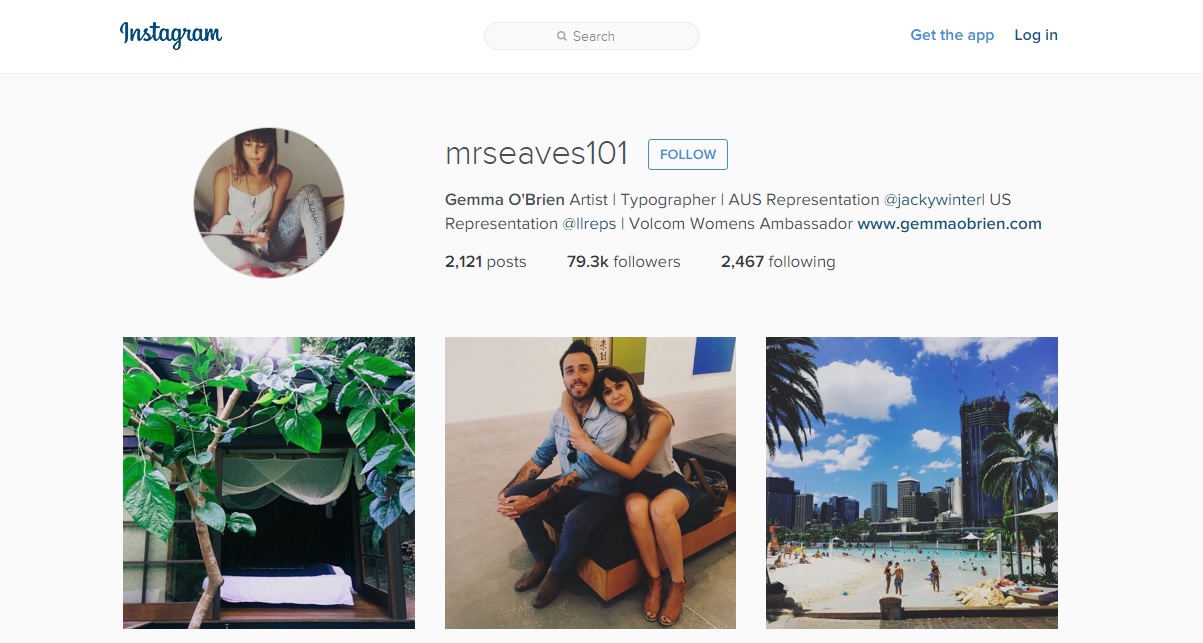 Instagram
Search
Get the app
Log in
mrseaves101
FOLLOW
Gemma O'Brien Artist | Typographer | AUS Representation @jackywinter| US
Representation @llreps | Volcom Womens Ambassador www.gemmaobrien.com
2,121 posts
79.3k followers
2,467 following